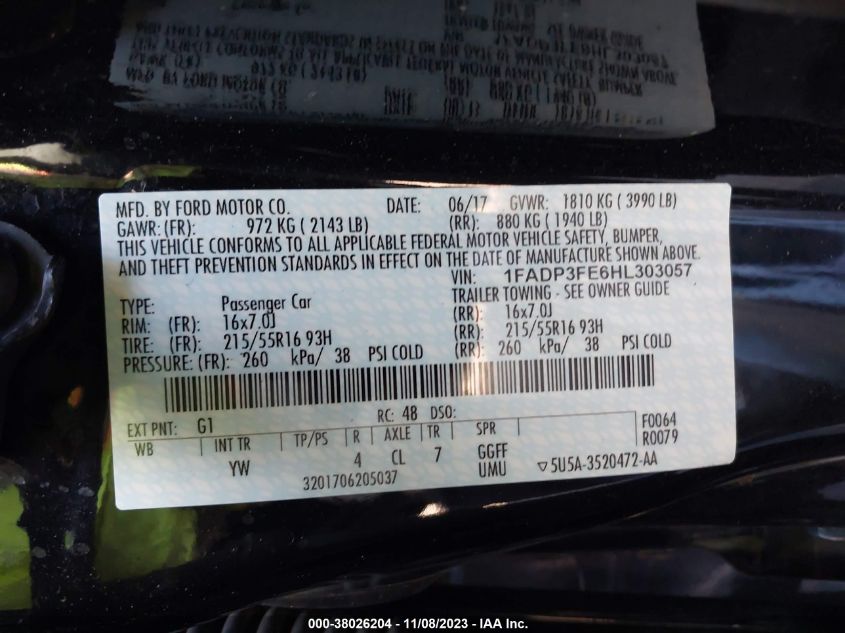 MFD. BY FORD MOTOR CO. DATE: 06/17 GVWR: 1810 KG ( 3990 LB)
GAWR: (FR): 972 KG ( 2143 LB) (RR): 880 KG ( 1940 LB)
THIS VEHICLE CONFORMS TO ALL APPLICABLE FEDERAL MOTOR VEHICLE SAFETY, BUMPER,
AND THEFT PREVENTION STANDARDS IN EFFECT ON THE DATE OF MANUFACTURE SHOWN ABOVE.
VIN: 1FADP3FE6HL303057
TYPE: Passenger Car TRAILER TOWING - SEE OWNER GUIDE
RIM: (FR): 16x7.0J (RR): 16x7.0J
TIRE: (FR): 215/55R16 93H (RR): 215/55R16 93H
PRESSURE: (FR): 260 kPa/ 38 PSI COLD (RR): 260 kPa/ 38 PSI COLD
EXT PNT: G1 RC: 48 DSO: F0064
WB INT TR TP/PS R AXLE TR SPR R0079
YW 4 CL 7 GGFF
3201706205037 UMU ▽5U5A-3520472-AA
000-38026204 - 11/08/2023 - IAA Inc.